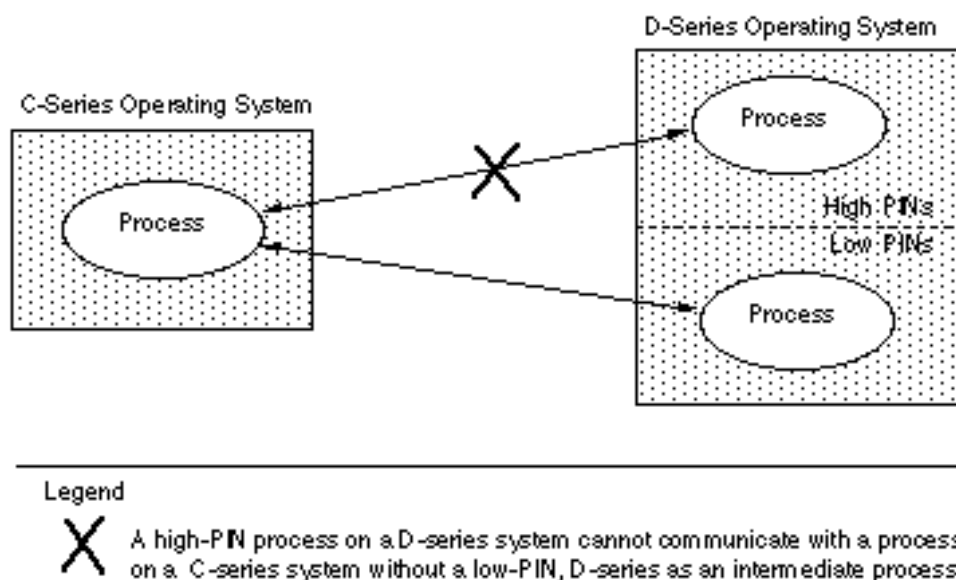 D-Series Operating System
C-Series Operating System
Process
Process
High PINs
Low PINs
Process
Legend
A high-PIN process on a D-series system cannot communicate with a process
on a C-series system without a low-PIN, D-series as an intermediate process